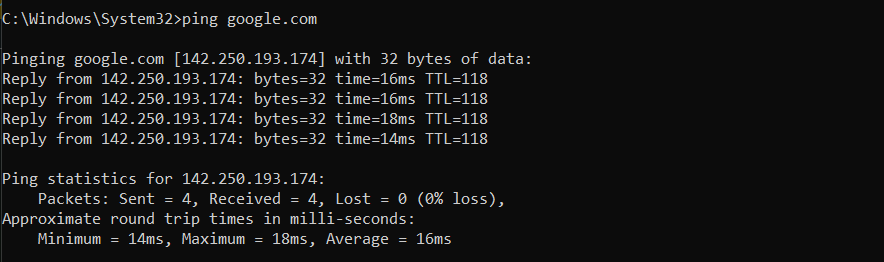 C:\Windows\System32>ping google.com
Pinging google.com [142.250.193.174] with 32 bytes of data:
Reply from 142.250.193.174: bytes=32 time=16ms TTL=118
Reply from 142.250.193.174: bytes=32 time=16ms TTL=118
Reply from 142.250.193.174: bytes=32 time=18ms TTL=118
Reply from 142.250.193.174: bytes=32 time=14ms TTL=118
Ping statistics for 142.250.193.174:
Packets: Sent = 4, Received = 4, Lost = 0 (0% loss),
Approximate round trip times in milli-seconds:
Minimum = 14ms, Maximum = 18ms, Average = 16ms